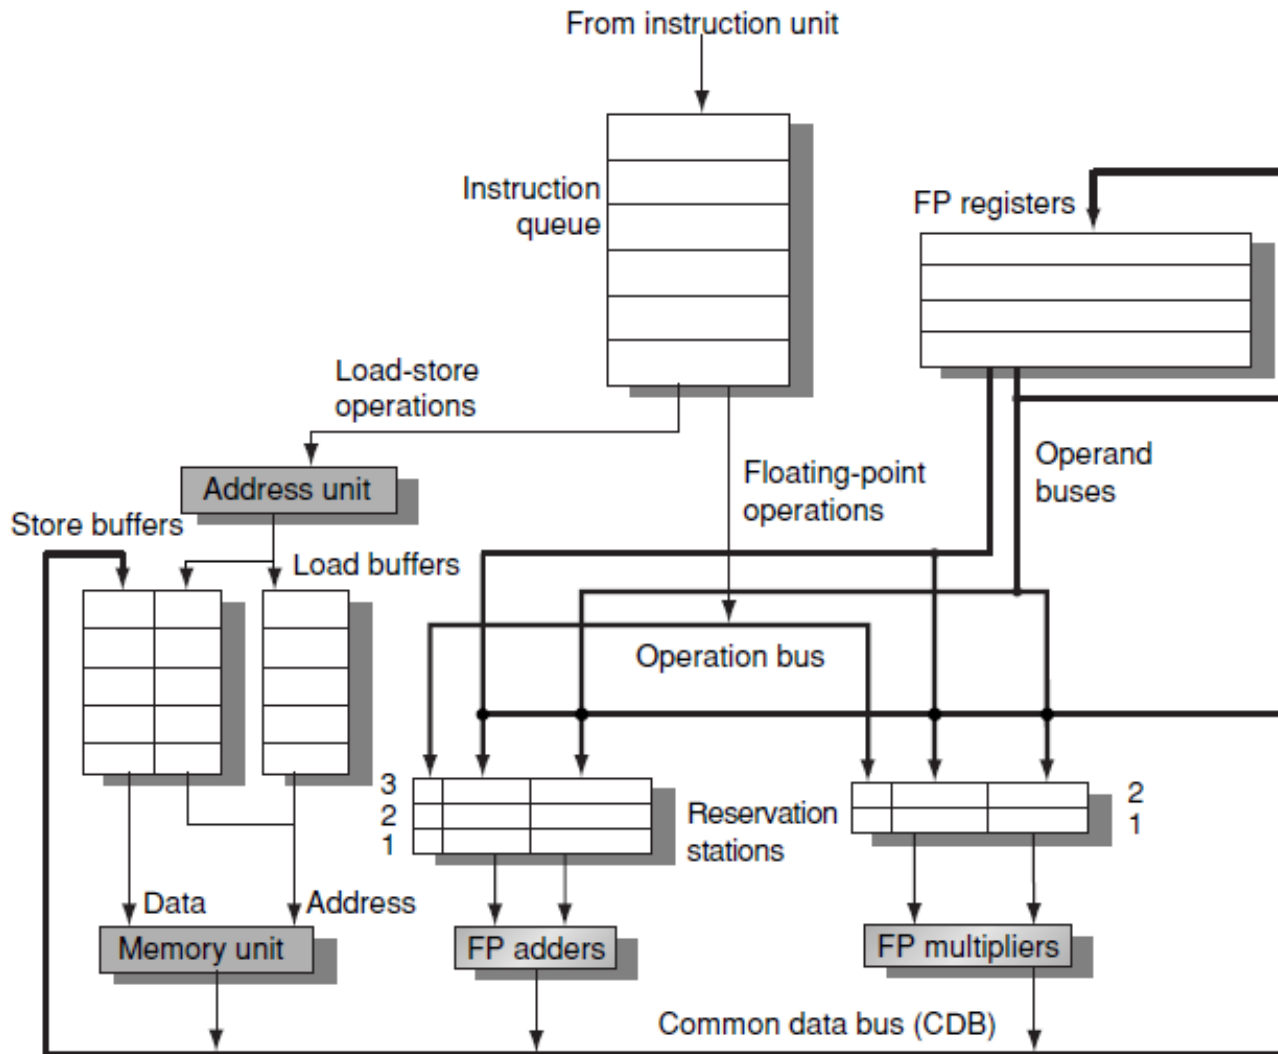 From instruction unit
Instruction
queue
FP registers
Load-store
operations
Address unit
Floating-point
operations
Operand
buses
Store buffers
Load buffers
Operation bus
3
2
1
Reservation
stations
2
1
Data
Address
Memory unit
FP adders
FP multipliers
Common data bus (CDB)